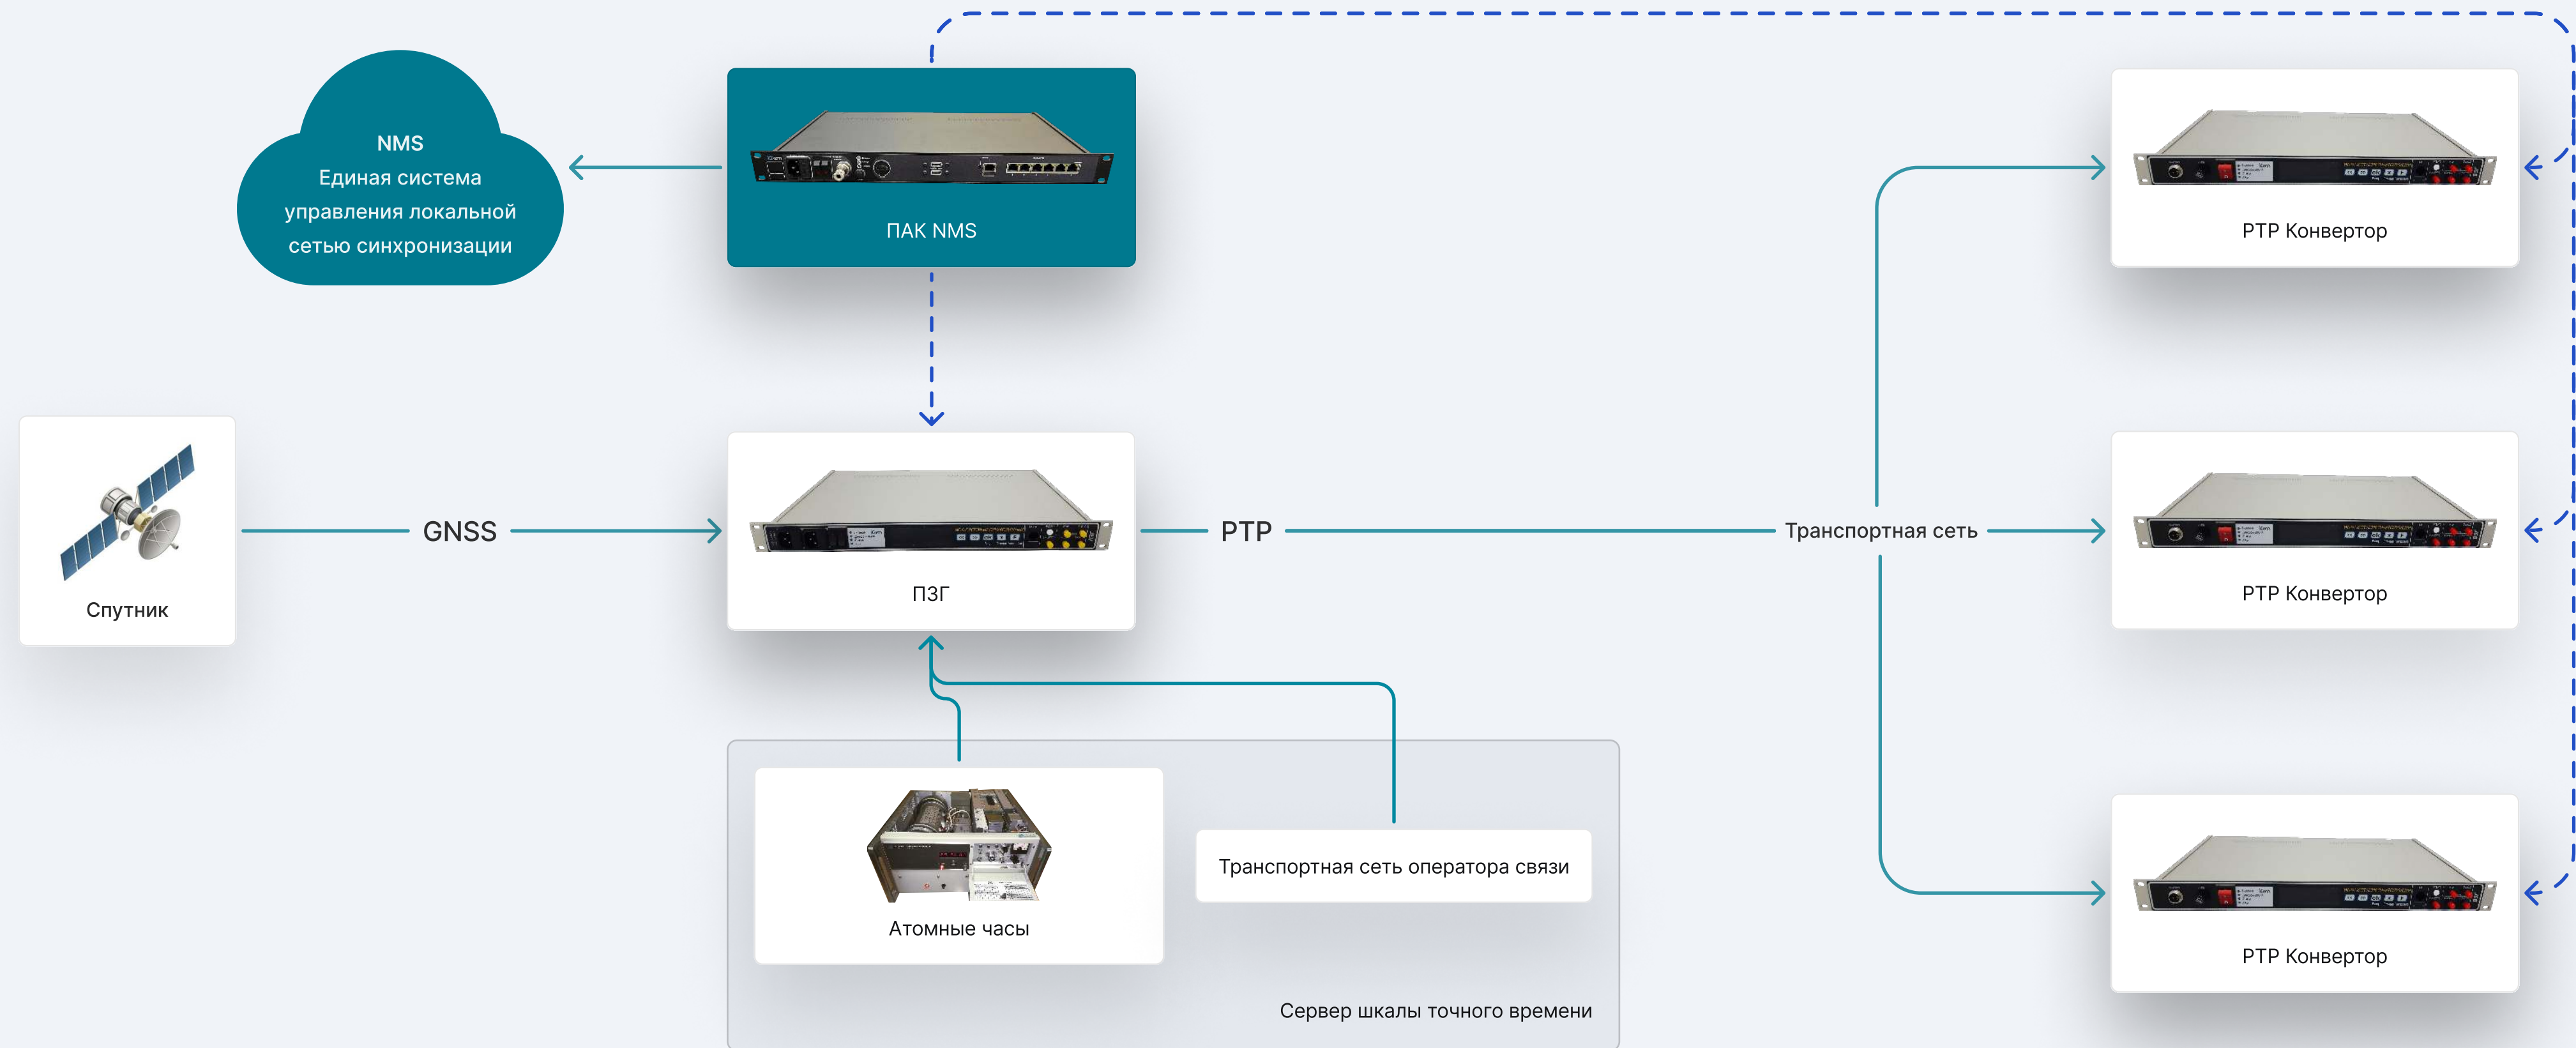 NMS
Единая система
управления локальной
сетью синхронизации
ПАК NMS
PTP Конвертор
Спутник
GNSS
ПЗГ
PTP
Транспортная сеть
PTP Конвертор
Атомные часы
Транспортная сеть оператора связи
Сервер шкалы точного времени
PTP Конвертор